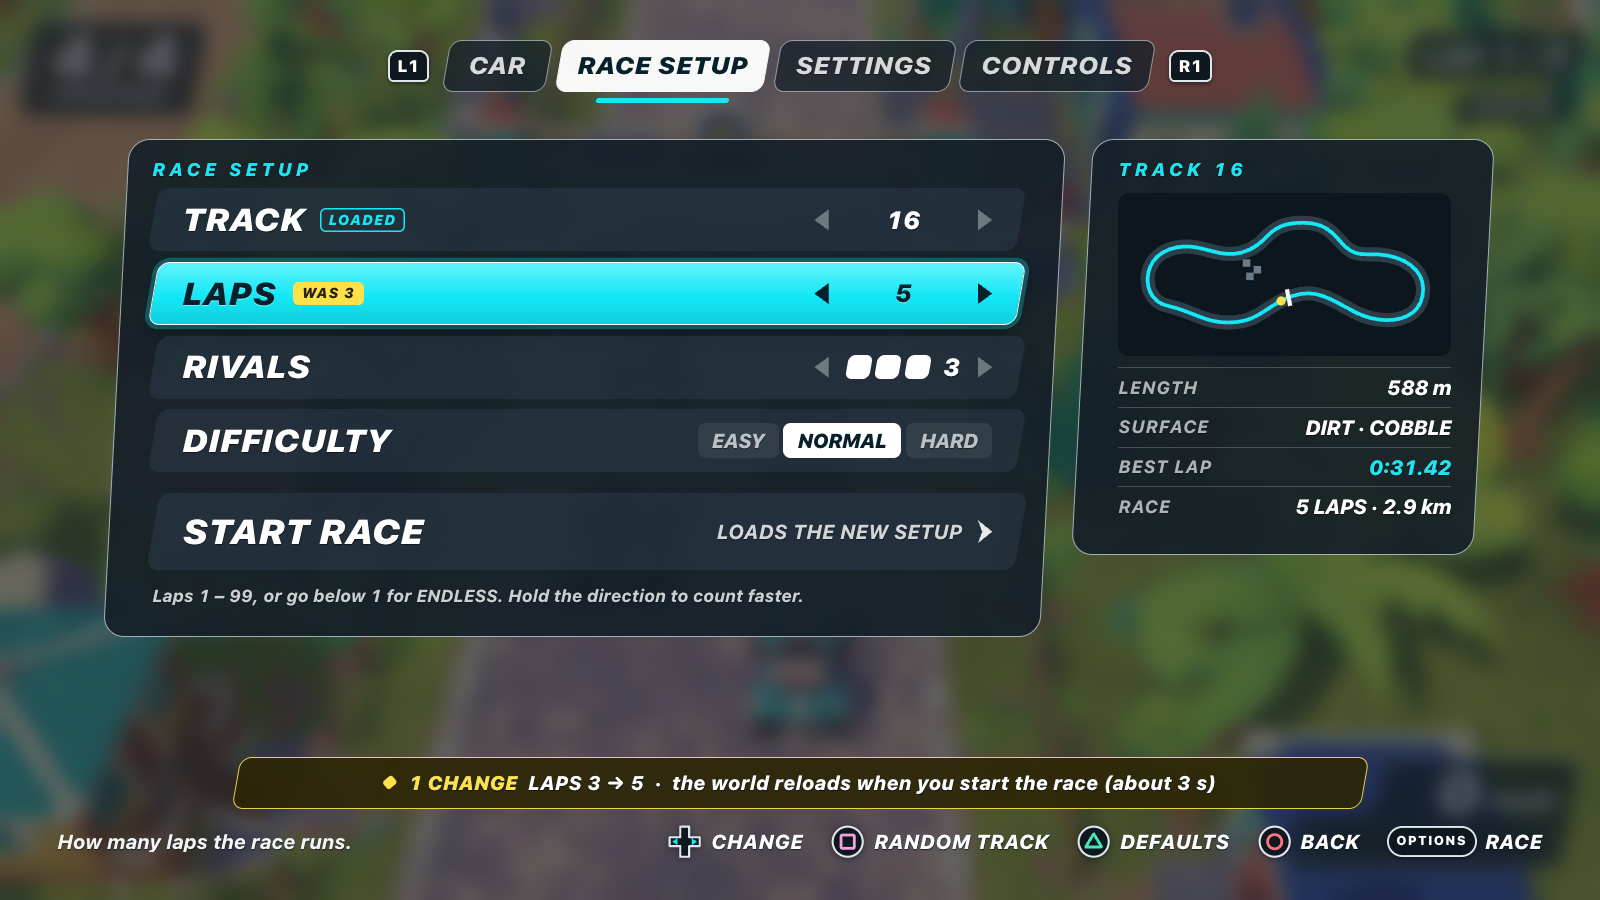 L1 CAR RACE SETUP SETTINGS CONTROLS R1
RACE SETUP
TRACK LOADED 16
LAPS WAS 3 5
RIVALS 3
DIFFICULTY EASY NORMAL HARD
START RACE LOADS THE NEW SETUP
Laps 1 – 99, or go below 1 for ENDLESS. Hold the direction to count faster.
TRACK 16
LENGTH 588 m
SURFACE DIRT · COBBLE
BEST LAP 0:31.42
RACE 5 LAPS · 2.9 km
1 CHANGE LAPS 3 → 5 · the world reloads when you start the race (about 3 s)
How many laps the race runs.
CHANGE RANDOM TRACK DEFAULTS BACK OPTIONS RACE